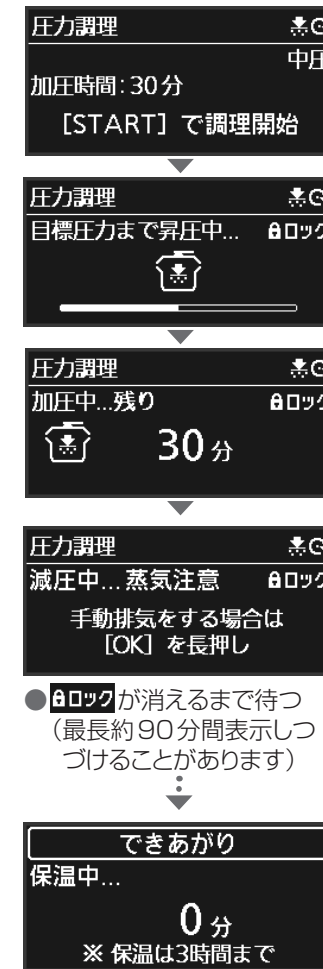 圧力調理
中圧
加圧時間：30分
［START］で調理開始
圧力調理
目標圧力まで昇圧中… ロック
圧力調理
加圧中…残り ロック
30分
圧力調理
減圧中…蒸気注意 ロック
手動排気をする場合は
［OK］を長押し
●ロックが消えるまで待つ
（最長約90分間表示しつ
づけることがあります）
できあがり
保温中…
0分
※ 保温は3時間まで